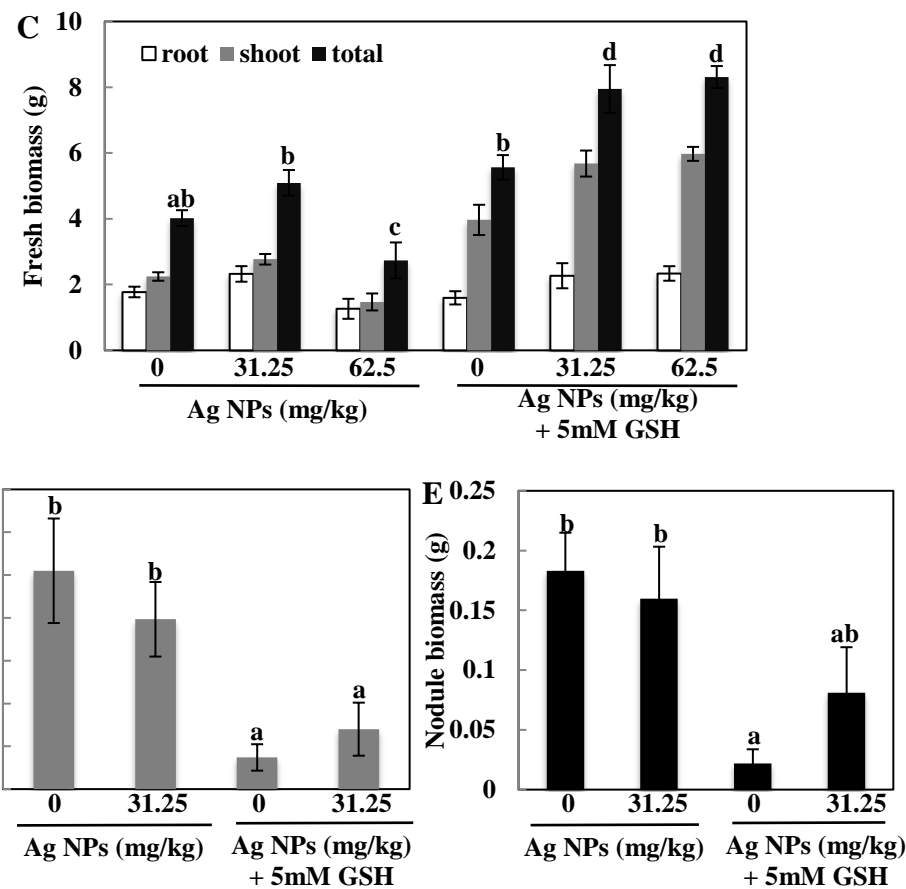 C
10
8
6
4
2
0
Fresh biomass (g)
root shoot total
ab
b
c
b
d
d
0 31.25 62.5 0 31.25 62.5
Ag NPs (mg/kg)
Ag NPs (mg/kg)
+ 5mM GSH
b
b
a
a
0 31.25 0 31.25
Ag NPs (mg/kg)
Ag NPs (mg/kg)
+ 5mM GSH
E
0.25
0.2
0.15
0.1
0.05
0
Nodule biomass (g)
b
b
a
ab
0 31.25 0 31.25
Ag NPs (mg/kg)
Ag NPs (mg/kg)
+ 5mM GSH